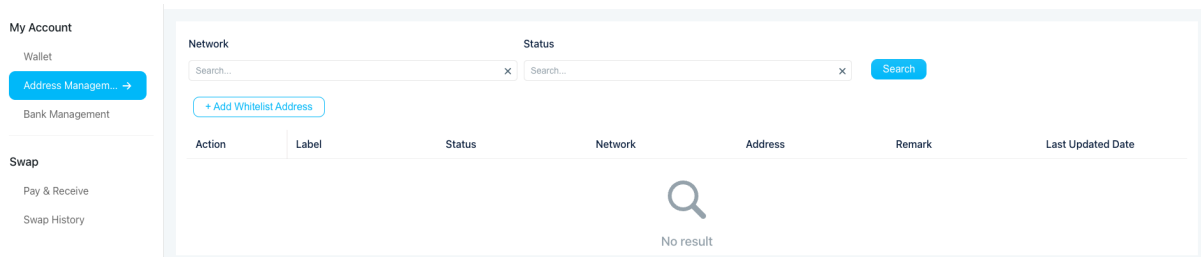 My Account
Wallet
Address Managem... →
Bank Management
Swap
Pay & Receive
Swap History
Network Status
Search... × Search... × Search
+ Add Whitelist Address
Action Label Status Network Address Remark Last Updated Date
No result